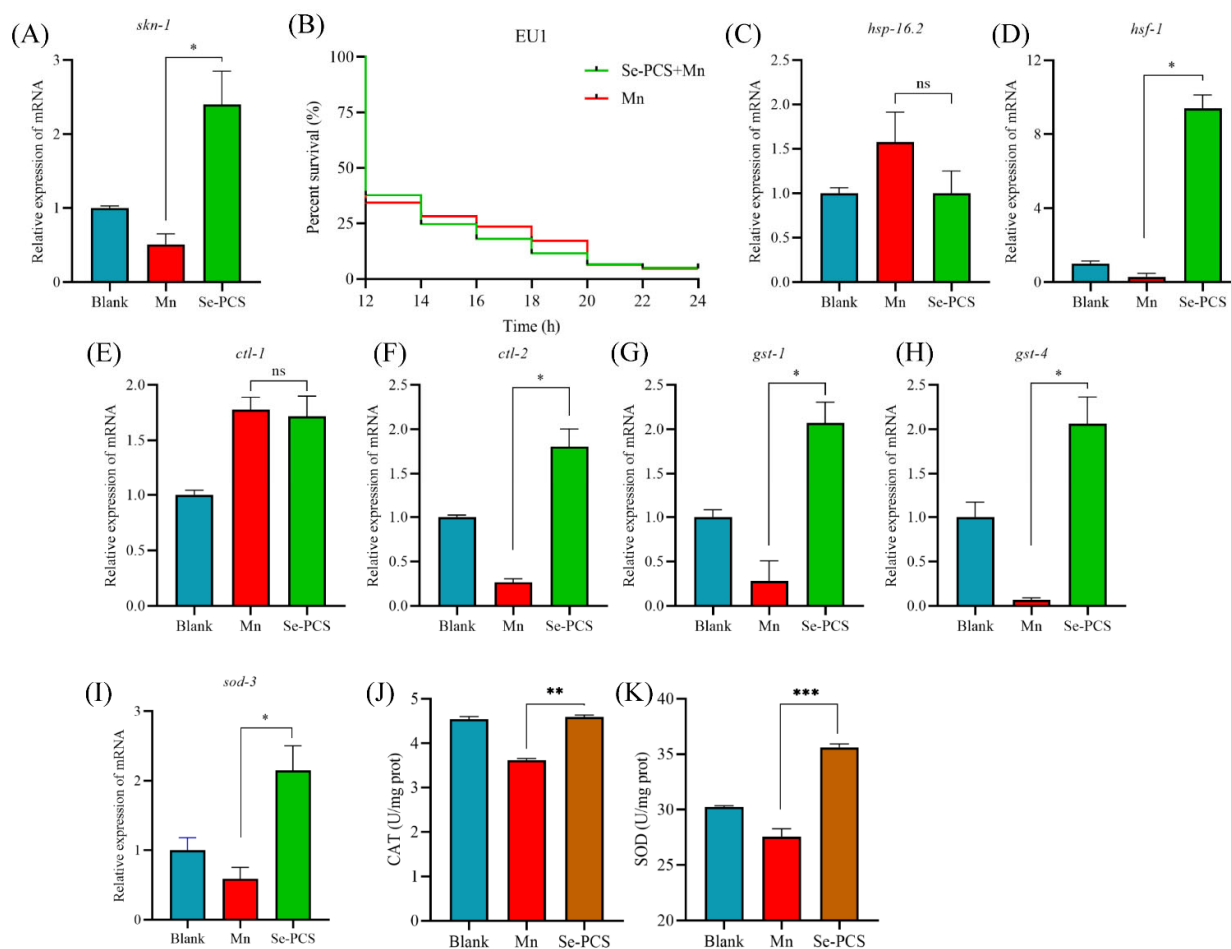 (A)
skn-1
Relative expression of mRNA
3
2
1
0
*
Blank Mn Se-PCS
(B)
EU1
Percent survival (%)
100
75
50
25
0
Se-PCS+Mn
Mn
12 14 16 18 20 22 24
Time (h)
(C)
hsp-16.2
Relative expression of mRNA
2.5
2.0
1.5
1.0
0.5
0.0
ns
Blank Mn Se-PCS
(D)
hsf-1
Relative expression of mRNA
12
8
4
0
*
Blank Mn Se-PCS
(E)
ctl-1
Relative expression of mRNA
2.0
1.5
1.0
0.5
0.0
ns
Blank Mn Se-PCS
(F)
ctl-2
Relative expression of mRNA
2.5
2.0
1.5
1.0
0.5
0.0
*
Blank Mn Se-PCS
(G)
gst-1
Relative expression of mRNA
2.5
2.0
1.5
1.0
0.5
0.0
*
Blank Mn Se-PCS
(H)
gst-4
Relative expression of mRNA
2.5
2.0
1.5
1.0
0.5
0.0
*
Blank Mn Se-PCS
(I)
sod-3
Relative expression of mRNA
3
2
1
0
*
Blank Mn Se-PCS
(J)
CAT (U/mg prot)
5
4
3
2
1
0
**
Blank Mn Se-PCS
(K)
SOD (U/mg prot)
40
35
30
25
20
***
Blank Mn Se-PCS